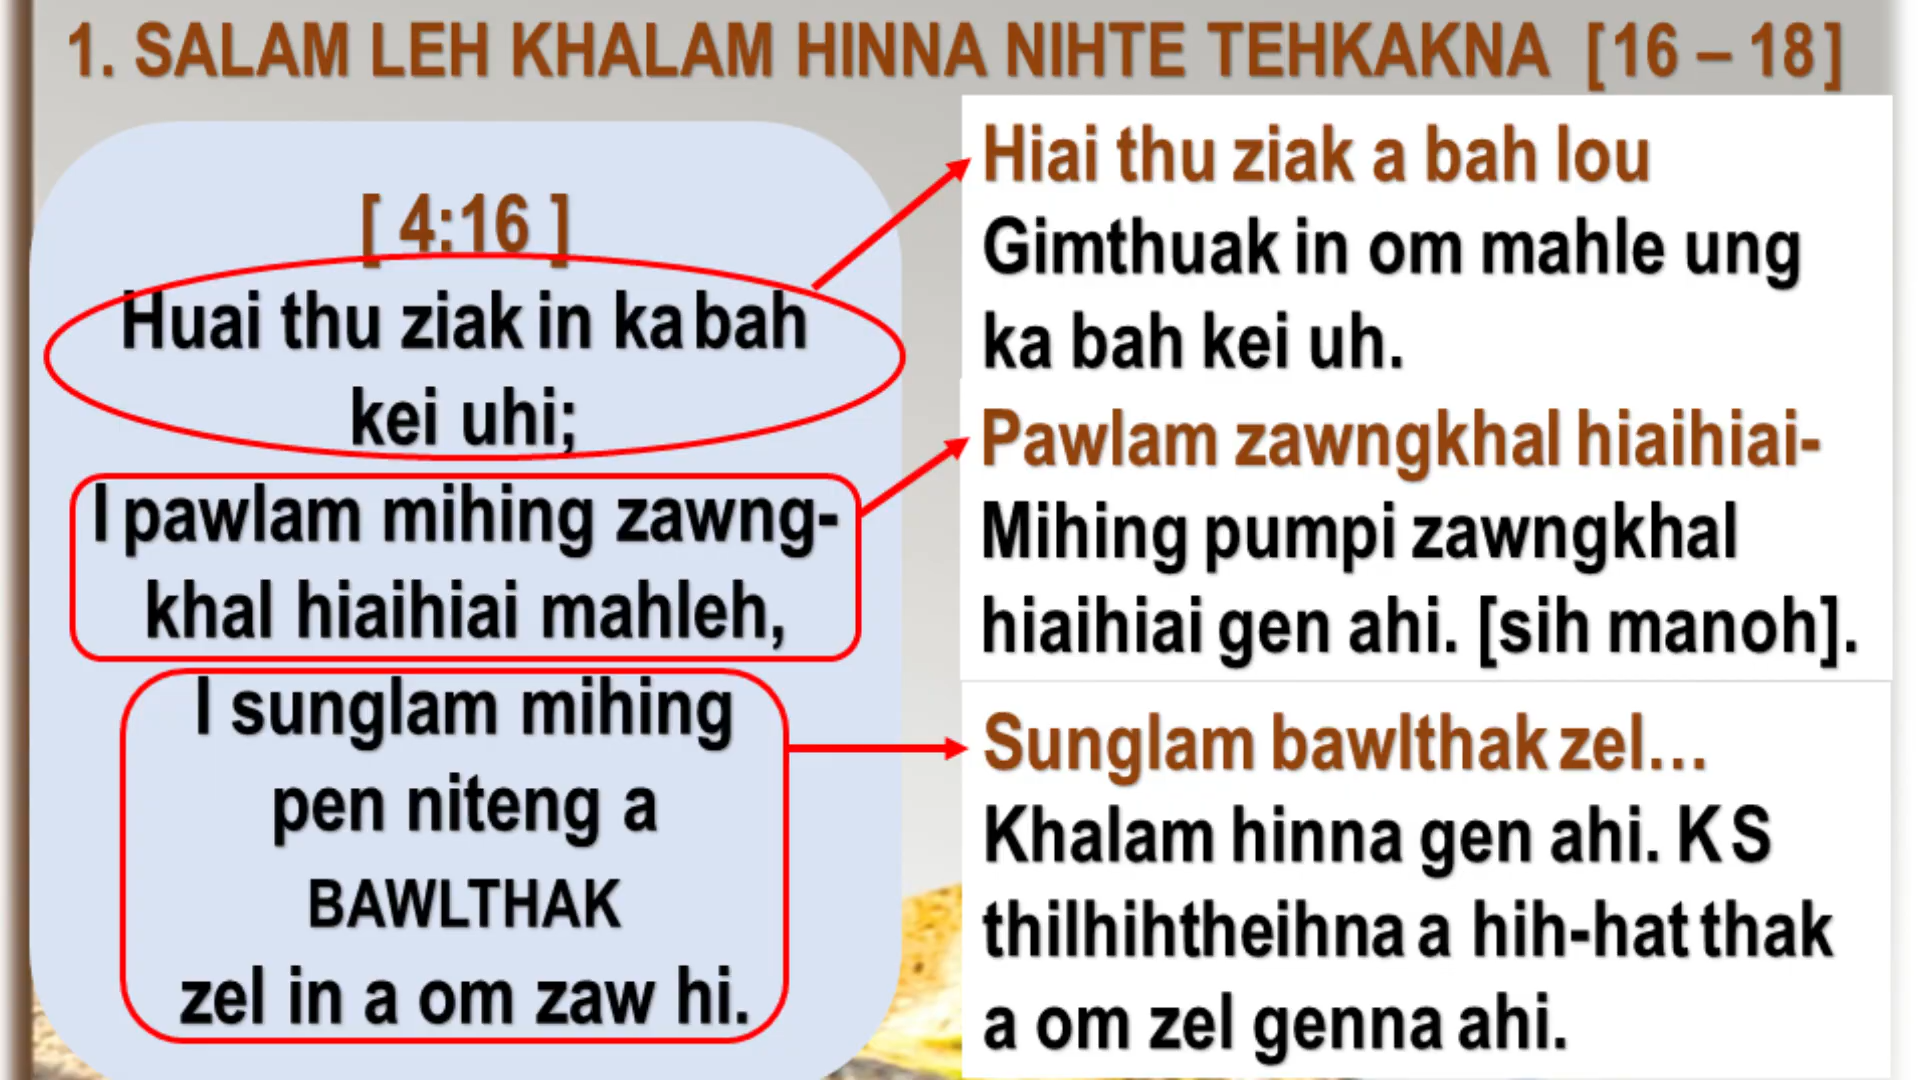 1. SALAM LEH KHALAM HINNA NIHTE TEHKAKNA [16 – 18]
[ 4:16 ]
Huai thu ziak in ka bah
kei uhi;
I pawlam mihing zawng-
khal hiaihiai mahleh,
I sunglam mihing
pen niteng a
BAWLTHAK
zel in a om zaw hi.
Hiai thu ziak a bah lou
Gimthuak in om mahle ung
ka bah kei uh.
Pawlam zawngkhal hiaihiai-
Mihing pumpi zawngkhal
hiaihiai gen ahi. [sih manoh].
Sunglam bawlthak zel...
Khalam hinna gen ahi. K S
thilhihtheihna a hih-hat thak
a om zel genna ahi.